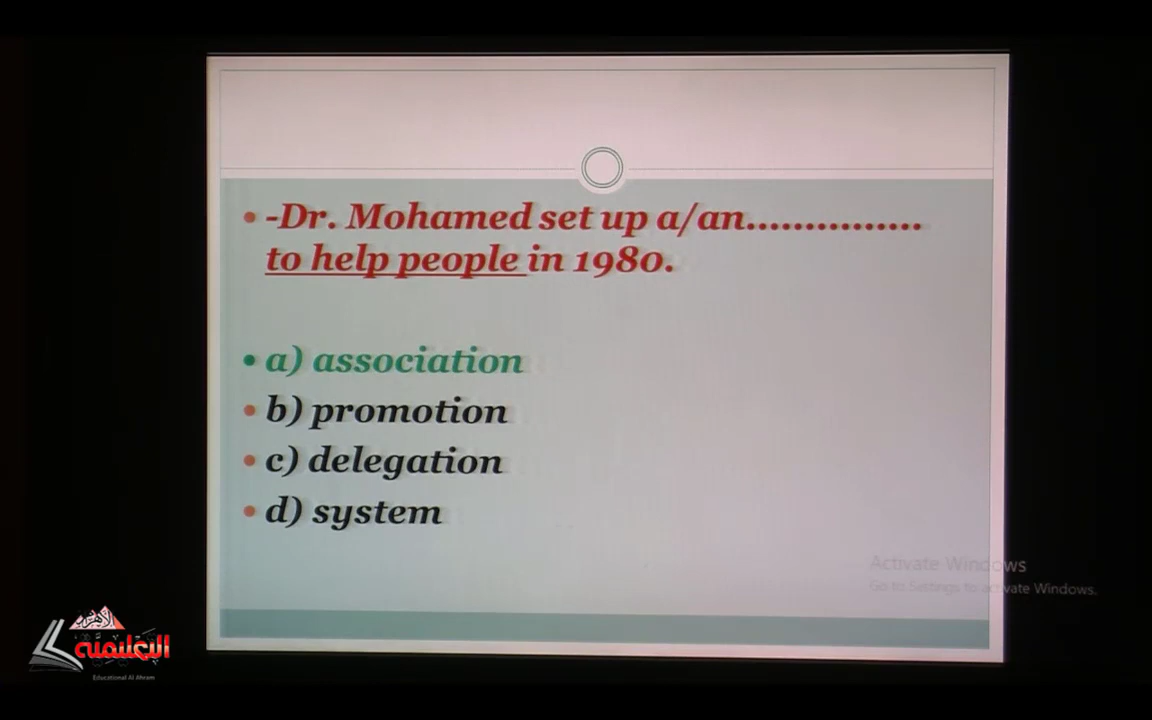 -Dr. Mohamed set up a/an...............
to help people in 1980.
a) association
b) promotion
c) delegation
d) system
Activate Windows
Go to Settings to activate Windows.
الأهرام
التعليمية
Educational Al Ahram